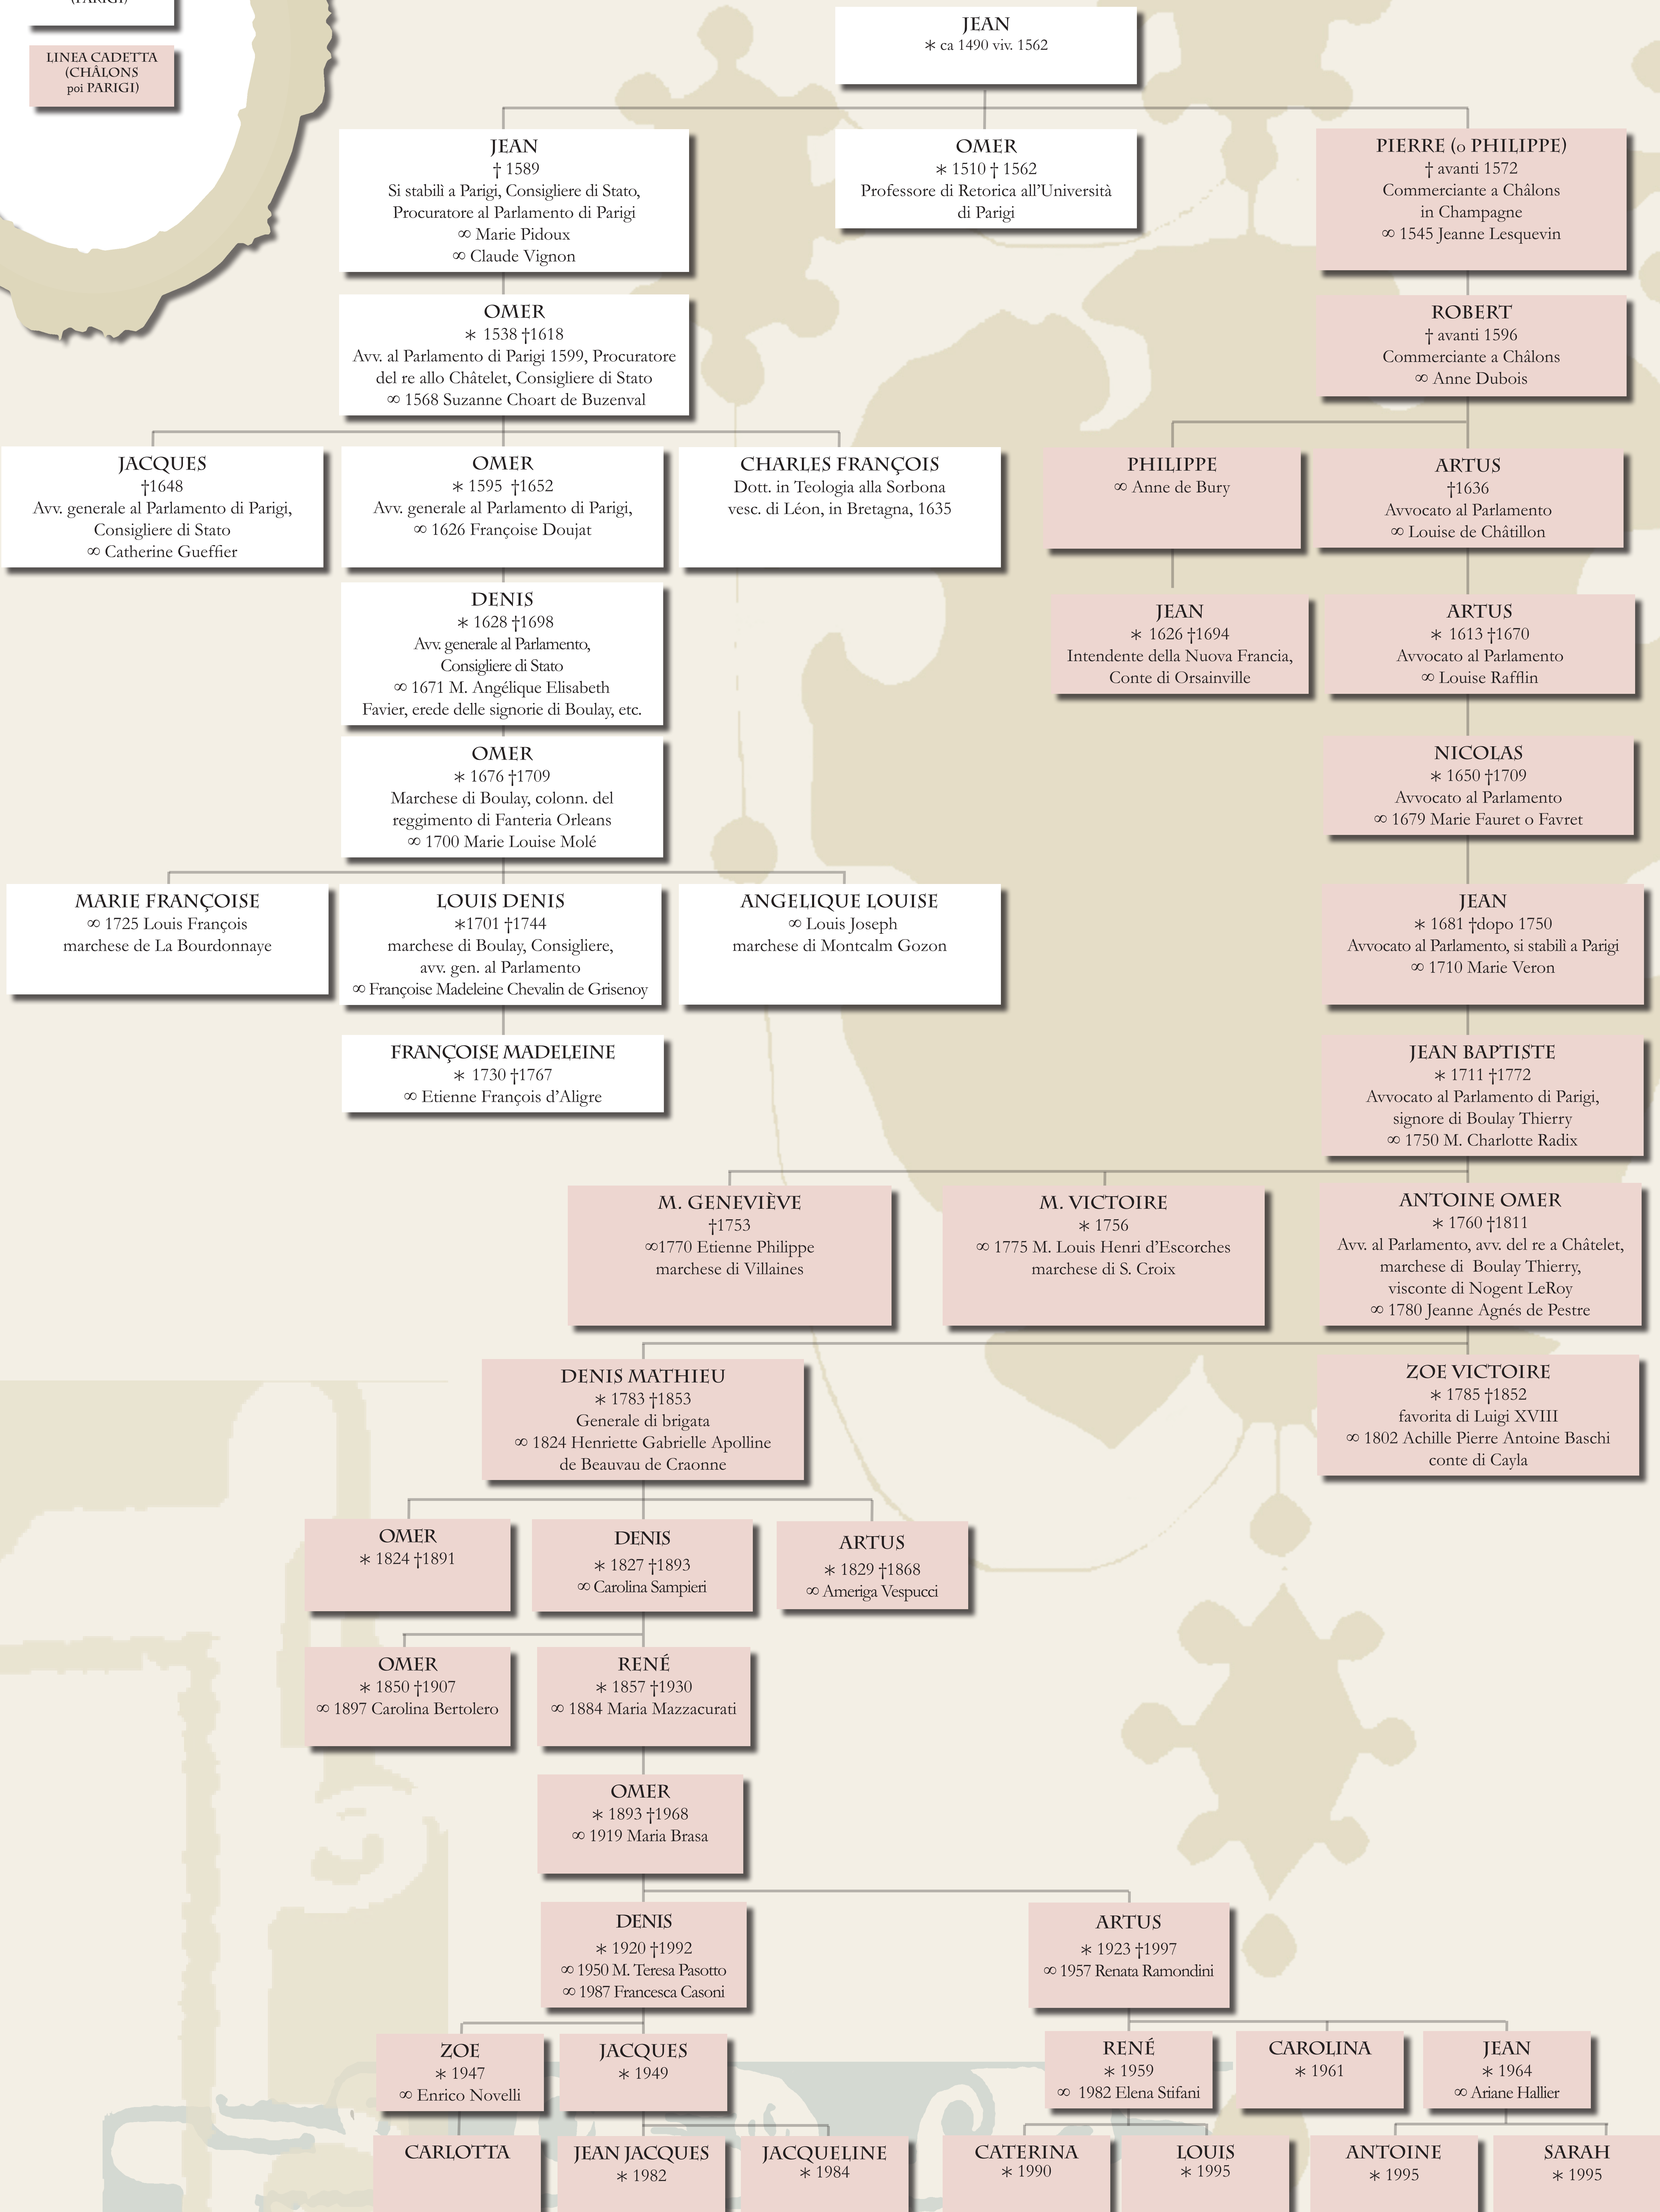 (PARIGI)
LINEA CADETTA
(CHÂLONS
poi PARIGI)
JEAN
* ca 1490 viv. 1562
JEAN
† 1589
Si stabilì a Parigi, Consigliere di Stato,
Procuratore al Parlamento di Parigi
∞ Marie Pidoux
∞ Claude Vignon
OMER
* 1510 † 1562
Professore di Retorica all'Università
di Parigi
PIERRE (o PHILIPPE)
† avanti 1572
Commerciante a Châlons
in Champagne
∞ 1545 Jeanne Lesquevin
OMER
* 1538 †1618
Avv. al Parlamento di Parigi 1599, Procuratore
del re allo Châtelet, Consigliere di Stato
∞ 1568 Suzanne Choart de Buzenval
ROBERT
† avanti 1596
Commerciante a Châlons
∞ Anne Dubois
JACQUES
†1648
Avv. generale al Parlamento di Parigi,
Consigliere di Stato
∞ Catherine Gueffier
OMER
* 1595 †1652
Avv. generale al Parlamento di Parigi,
∞ 1626 Françoise Doujat
CHARLES FRANÇOIS
Dott. in Teologia alla Sorbona
vesc. di Léon, in Bretagna, 1635
PHILIPPE
∞ Anne de Bury
ARTUS
†1636
Avvocato al Parlamento
∞ Louise de Châtillon
DENIS
* 1628 †1698
Avv. generale al Parlamento,
Consigliere di Stato
∞ 1671 M. Angélique Elisabeth
Favier, erede delle signorie di Boulay, etc.
JEAN
* 1626 †1694
Intendente della Nuova Francia,
Conte di Orsainville
ARTUS
* 1613 †1670
Avvocato al Parlamento
∞ Louise Rafflin
OMER
* 1676 †1709
Marchese di Boulay, colonn. del
reggimento di Fanteria Orleans
∞ 1700 Marie Louise Molé
NICOLAS
* 1650 †1709
Avvocato al Parlamento
∞ 1679 Marie Fauret o Favret
MARIE FRANÇOISE
∞ 1725 Louis François
marchese de La Bourdonnaye
LOUIS DENIS
*1701 †1744
marchese di Boulay, Consigliere,
avv. gen. al Parlamento
∞ Françoise Madeleine Chevalin de Grisenoy
ANGELIQUE LOUISE
∞ Louis Joseph
marchese di Montcalm Gozon
JEAN
* 1681 †dopo 1750
Avvocato al Parlamento, si stabilì a Parigi
∞ 1710 Marie Veron
FRANÇOISE MADELEINE
* 1730 †1767
∞ Etienne François d'Aligre
JEAN BAPTISTE
* 1711 †1772
Avvocato al Parlamento di Parigi,
signore di Boulay Thierry
∞ 1750 M. Charlotte Radix
M. GENEVIÈVE
†1753
∞1770 Etienne Philippe
marchese di Villaines
M. VICTOIRE
* 1756
∞ 1775 M. Louis Henri d'Escorches
marchese di S. Croix
ANTOINE OMER
* 1760 †1811
Avv. al Parlamento, avv. del re a Châtelet,
marchese di Boulay Thierry,
visconte di Nogent LeRoy
∞ 1780 Jeanne Agnés de Pestre
DENIS MATHIEU
* 1783 †1853
Generale di brigata
∞ 1824 Henriette Gabrielle Apolline
de Beauvau de Craonne
ZOE VICTOIRE
* 1785 †1852
favorita di Luigi XVIII
∞ 1802 Achille Pierre Antoine Baschi
conte di Cayla
OMER
* 1824 †1891
DENIS
* 1827 †1893
∞ Carolina Sampieri
ARTUS
* 1829 †1868
∞ Ameriga Vespucci
OMER
* 1850 †1907
∞ 1897 Carolina Bertolero
RENÉ
* 1857 †1930
∞ 1884 Maria Mazzacurati
OMER
* 1893 †1968
∞ 1919 Maria Brasa
DENIS
* 1920 †1992
∞ 1950 M. Teresa Pasotto
∞ 1987 Francesca Casoni
ARTUS
* 1923 †1997
∞ 1957 Renata Ramondini
ZOE
* 1947
∞ Enrico Novelli
JACQUES
* 1949
RENÉ
* 1959
∞ 1982 Elena Stifani
CAROLINA
* 1961
JEAN
* 1964
∞ Ariane Hallier
CARLOTTA
JEAN JACQUES
* 1982
JACQUELINE
* 1984
CATERINA
* 1990
LOUIS
* 1995
ANTOINE
* 1995
SARAH
* 1995